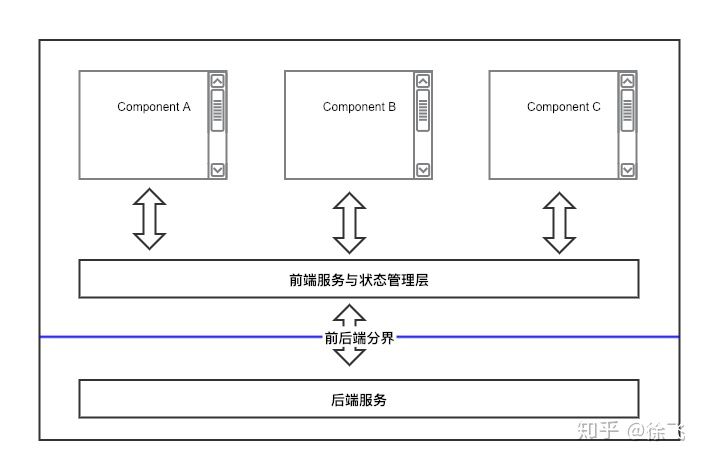 Component A
Component B
Component C
前端服务与状态管理层
前后端分界
后端服务
知乎 @徐飞